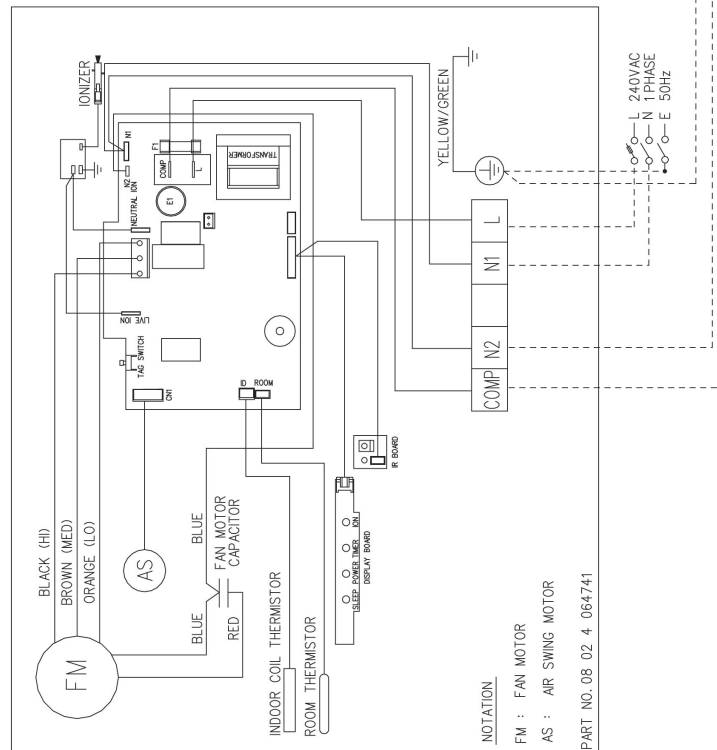 IONIZER
N1
N2
F1
COMP
L
TRANSFORMER
E1
NEUTRAL ION
LIVE ION
TAG SWITCH
CN1
ID
ROOM
YELLOW/GREEN
L 240VAC
N 1PHASE
E 50Hz
L
N1
N2
COMP
BLACK (HI)
BROWN (MED)
ORANGE (LO)
FM
AS
BLUE
BLUE
RED
FAN MOTOR
CAPACITOR
INDOOR COIL THERMISTOR
ROOM THERMISTOR
IR BOARD
SLEEP POWER TIMER ION
DISPLAY BOARD
NOTATION
FM : FAN MOTOR
AS : AIR SWING MOTOR
PART NO. 08 02 4 064741